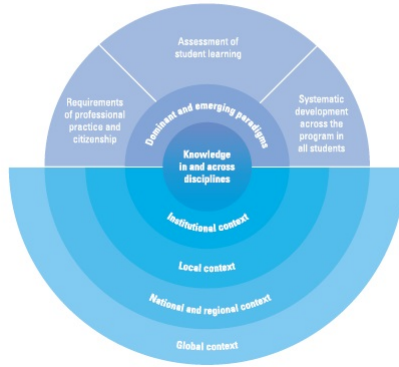 Assessment of
student learning
Requirements
of professional
practice and
citizenship
Dominant and emerging paradigms
Systematic
development
across the
program in
all students
Knowledge
in and across
disciplines
Institutional context
Local context
National and regional context
Global context